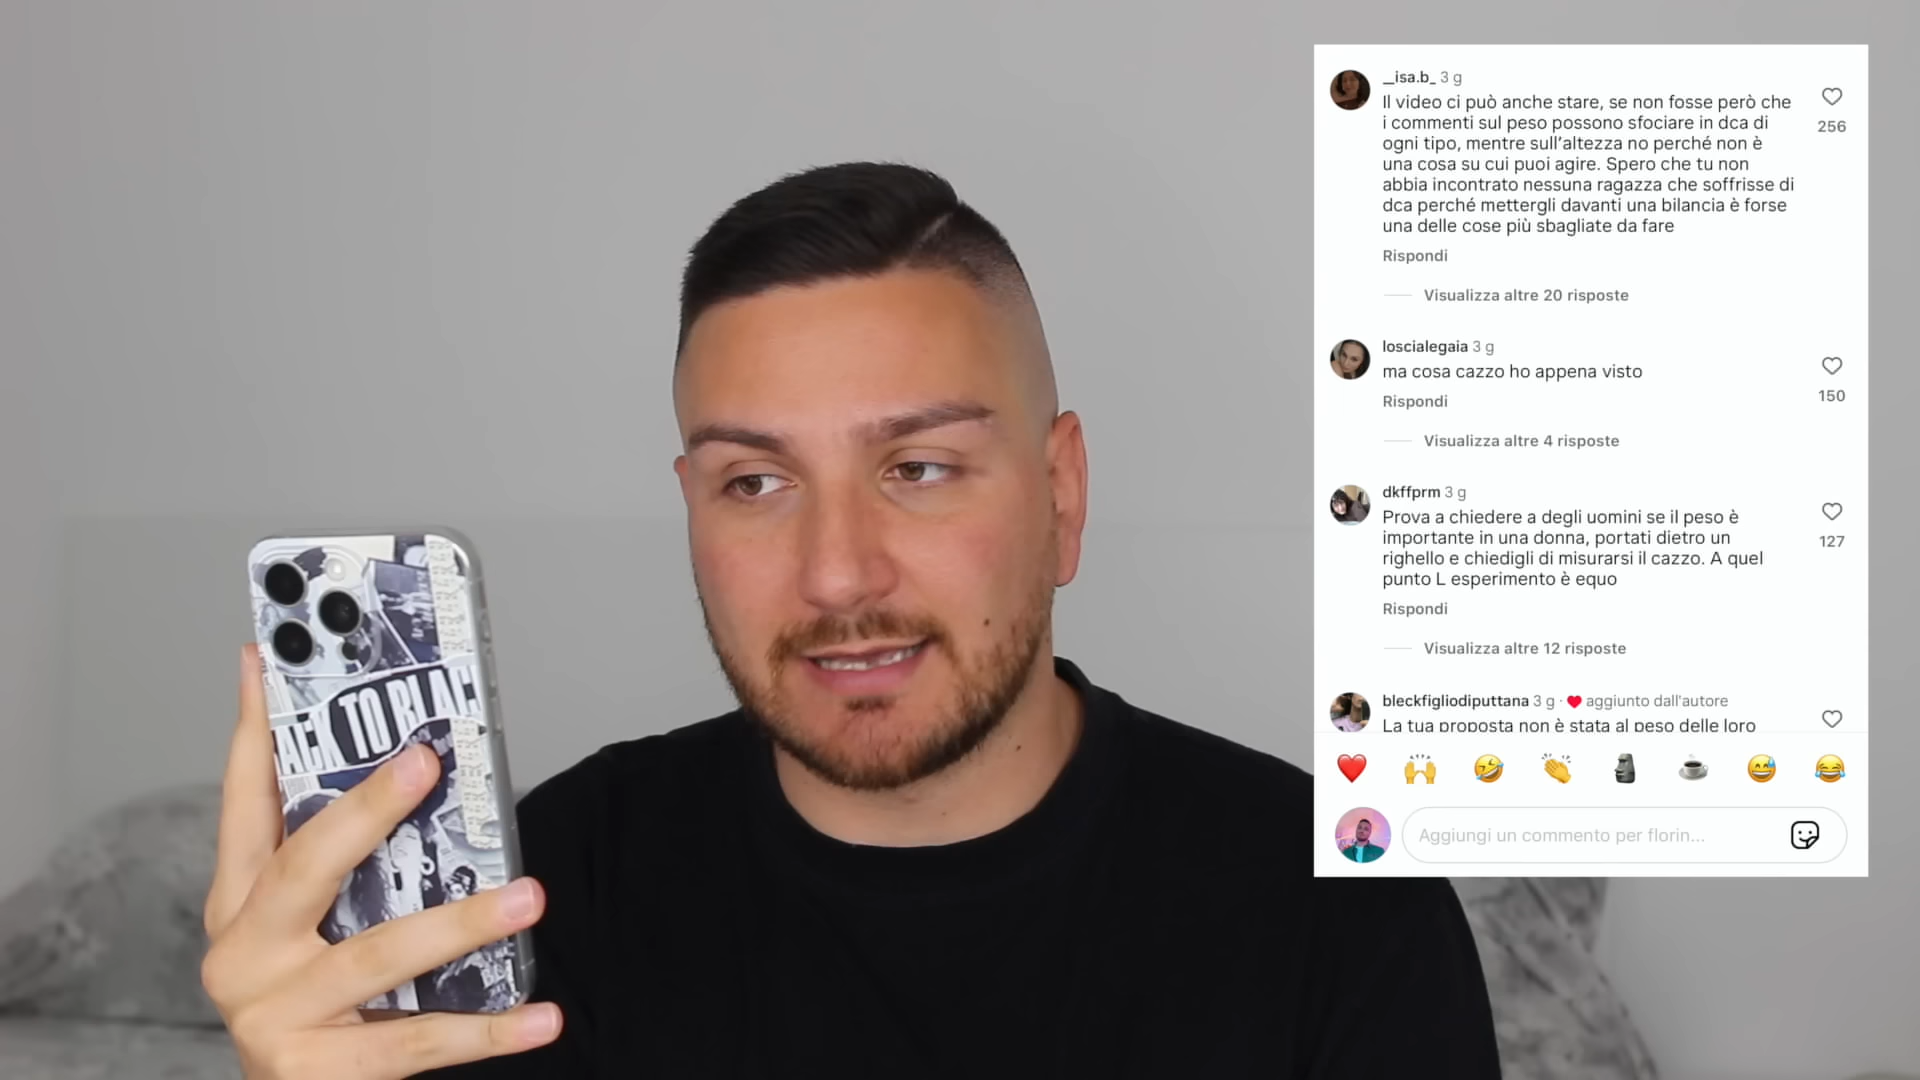 __isa.b_ 3 g
Il video ci può anche stare, se non fosse però che
i commenti sul peso possono sfociare in dca di
ogni tipo, mentre sull'altezza no perché non è
una cosa su cui puoi agire. Spero che tu non
abbia incontrato nessuna ragazza che soffrisse di
dca perché mettergli davanti una bilancia è forse
una delle cose più sbagliate da fare
256
Rispondi
Visualizza altre 20 risposte
loscialegaia 3 g
ma cosa cazzo ho appena visto
150
Rispondi
Visualizza altre 4 risposte
dkffprm 3 g
Prova a chiedere a degli uomini se il peso è
importante in una donna, portati dietro un
righello e chiedigli di misurarsi il cazzo. A quel
punto L esperimento è equo
127
Rispondi
Visualizza altre 12 risposte
bleckfigliodiputtana 3 g · ♥ aggiunto dall'autore
La tua proposta non è stata al peso delle loro
Aggiungi un commento per florin...
BACK TO BLAC